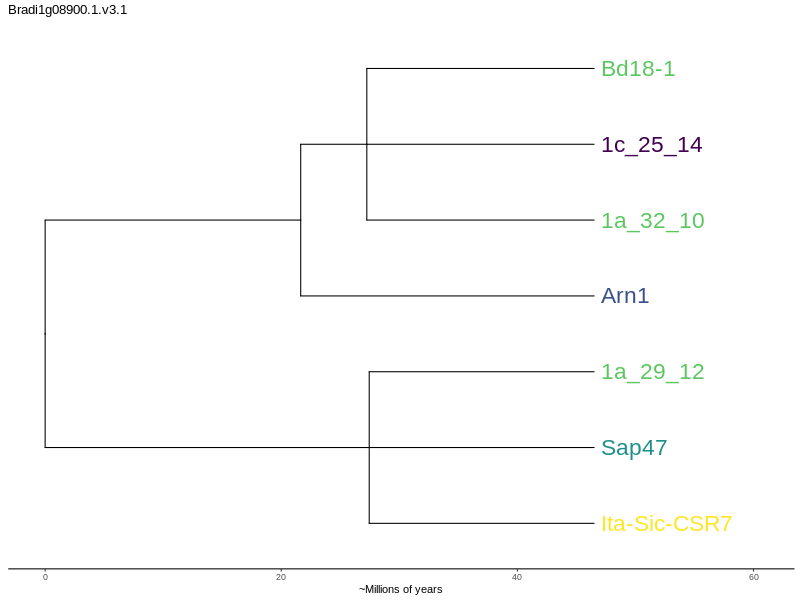 Bradi1g08900.1.v3.1
Bd18-1
1c_25_14
1a_32_10
Arn1
1a_29_12
Sap47
Ita-Sic-CSR7
0 20 40 60
~Millions of years